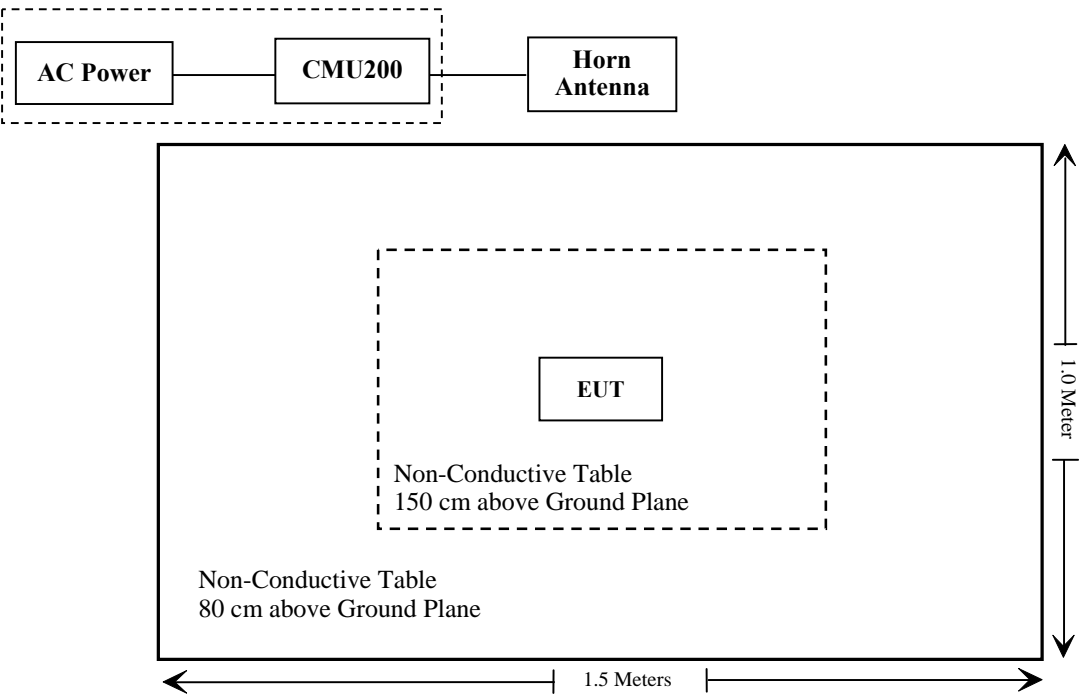 AC Power
CMU200
Horn
Antenna
EUT
Non-Conductive Table
150 cm above Ground Plane
Non-Conductive Table
80 cm above Ground Plane
1.0 Meter
1.5 Meters